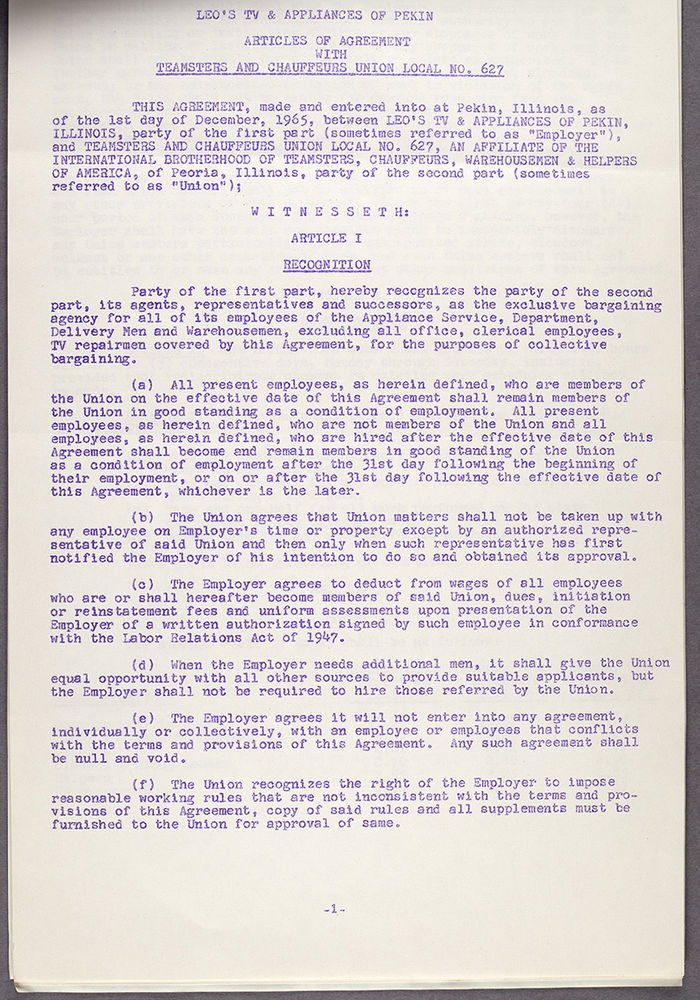 LEO'S TV & APPLIANCES OF PEKIN
ARTICLES OF AGREEMENT
WITH
TEAMSTERS AND CHAUFFEURS UNION LOCAL NO. 627
THIS AGREEMENT, made and entered into at Pekin, Illinois, as
of the 1st day of December, 1965, between LEO'S TV & APPLIANCES OF PEKIN,
ILLINOIS, party of the first part (sometimes referred to as "Employer"),
and TEAMSTERS AND CHAUFFEURS UNION LOCAL NO. 627, AN AFFILIATE OF THE
INTERNATIONAL BROTHERHOOD OF TEAMSTERS, CHAUFFEURS, WAREHOUSEMEN & HELPERS
OF AMERICA, of Peoria, Illinois, party of the second part (sometimes
referred to as "Union");
W I T N E S S E T H:
ARTICLE I
RECOGNITION
Party of the first part, hereby recognizes the party of the second
part, its agents, representatives and successors, as the exclusive bargaining
agency for all of its employees of the Appliance Service, Department,
Delivery Men and Warehousemen, excluding all office, clerical employees,
TV repairmen covered by this Agreement, for the purposes of collective
bargaining.
(a) All present employees, as herein defined, who are members of
the Union on the effective date of this Agreement shall remain members of
the Union in good standing as a condition of employment. All present
employees, as herein defined, who are not members of the Union and all
employees, as herein defined, who are hired after the effective date of this
Agreement shall become and remain members in good standing of the Union
as a condition of employment after the 31st day following the beginning of
their employment, or on or after the 31st day following the effective date of
this Agreement, whichever is the later.
(b) The Union agrees that Union matters shall not be taken up with
any employee on Employer's time or property except by an authorized repre-
sentative of said Union and then only when such representative has first
notified the Employer of his intention to do so and obtained its approval.
(c) The Employer agrees to deduct from wages of all employees
who are or shall hereafter become members of said Union, dues, initiation
or reinstatement fees and uniform assessments upon presentation of the
Employer of a written authorization signed by such employee in conformance
with the Labor Relations Act of 1947.
(d) When the Employer needs additional men, it shall give the Union
equal opportunity with all other sources to provide suitable applicants, but
the Employer shall not be required to hire those referred by the Union.
(e) The Employer agrees it will not enter into any agreement,
individually or collectively, with an employee or employees that conflicts
with the terms and provisions of this Agreement. Any such agreement shall
be null and void.
(f) The Union recognizes the right of the Employer to impose
reasonable working rules that are not inconsistent with the terms and pro-
visions of this Agreement, copy of said rules and all supplements must be
furnished to the Union for approval of same.
-1-